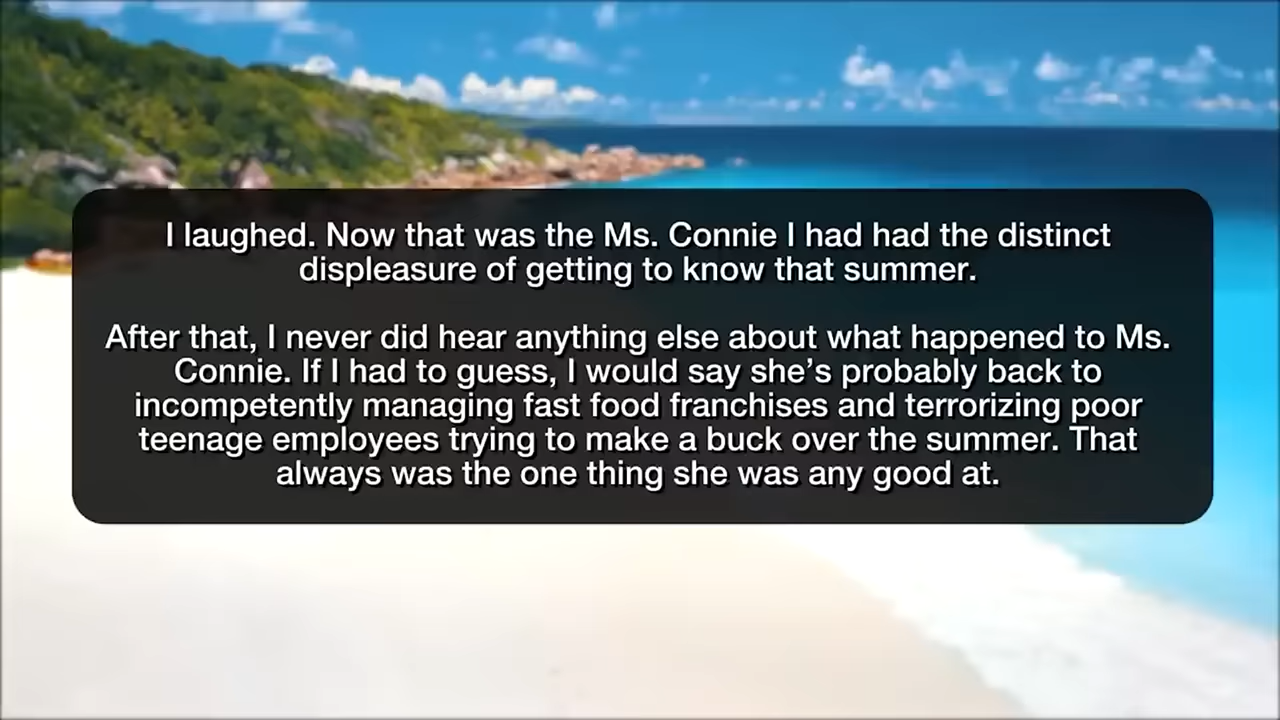 I laughed. Now that was the Ms. Connie I had had the distinct
displeasure of getting to know that summer.
After that, I never did hear anything else about what happened to Ms.
Connie. If I had to guess, I would say she’s probably back to
incompetently managing fast food franchises and terrorizing poor
teenage employees trying to make a buck over the summer. That
always was the one thing she was any good at.